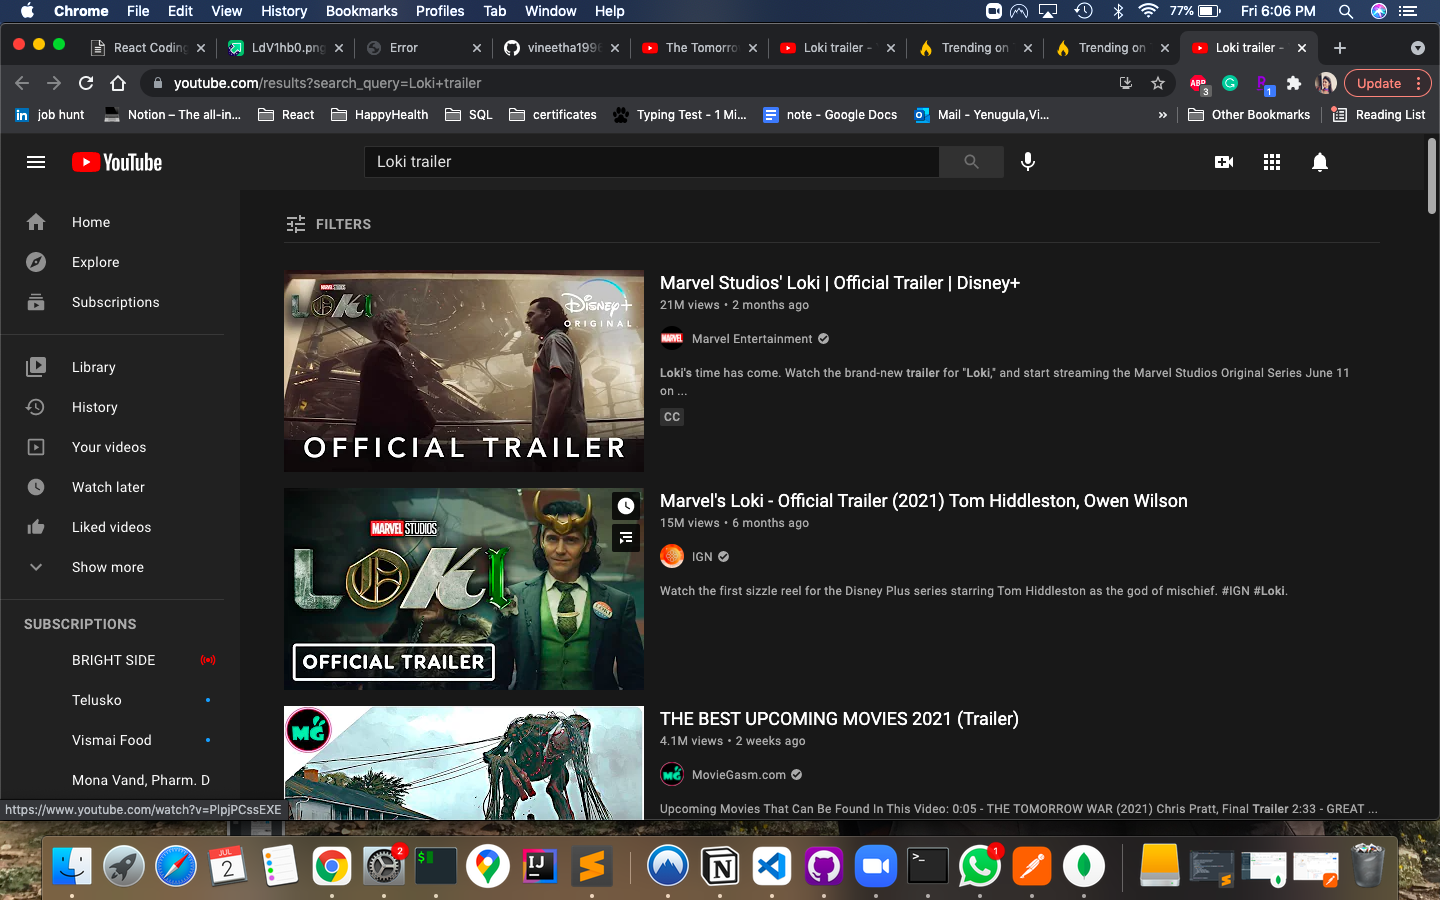 Chrome File Edit View History Bookmarks Profiles Tab Window Help 77% Fri 6:06 PM
React Coding LdV1hb0.png Error vineetha1996 The Tomorro Loki trailer - Trending on Trending on Loki trailer -
youtube.com/results?search_query=Loki+trailer ABP 3 1 Update
job hunt Notion – The all-in... React HappyHealth SQL certificates Typing Test - 1 Mi... note - Google Docs Mail - Yenugula,Vi... » Other Bookmarks Reading List
YouTube Loki trailer
Home
Explore
Subscriptions
Library
History
Your videos
Watch later
Liked videos
Show more
SUBSCRIPTIONS
BRIGHT SIDE
Telusko
Vismai Food
Mona Vand, Pharm. D
https://www.youtube.com/watch?v=PlpjPCssEXE
FILTERS
MARVEL STUDIOS
LOKI
Disney+
ORIGINAL
OFFICIAL TRAILER
Marvel Studios' Loki | Official Trailer | Disney+
21M views • 2 months ago
MARVEL Marvel Entertainment
Loki's time has come. Watch the brand-new trailer for "Loki," and start streaming the Marvel Studios Original Series June 11
on ...
CC
MARVEL STUDIOS
LOKI
OFFICIAL TRAILER
Marvel's Loki - Official Trailer (2021) Tom Hiddleston, Owen Wilson
15M views • 6 months ago
IGN
Watch the first sizzle reel for the Disney Plus series starring Tom Hiddleston as the god of mischief. #IGN #Loki.
MG
THE BEST UPCOMING MOVIES 2021 (Trailer)
4.1M views • 2 weeks ago
MG MovieGasm.com
Upcoming Movies That Can Be Found In This Video: 0:05 - THE TOMORROW WAR (2021) Chris Pratt, Final Trailer 2:33 - GREAT ...
JUL
2
2
$
IJ
>_
1